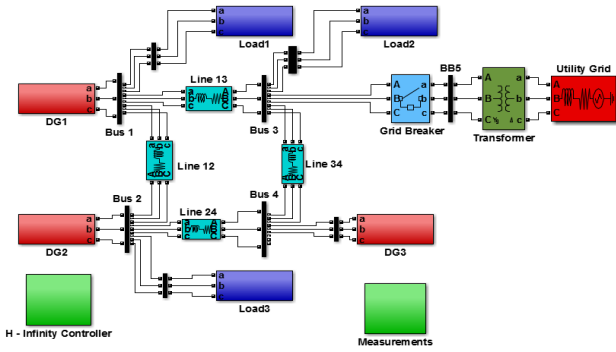 a
b
c
Load1
a
b
c
Load2
DG1
a
b
c
Bus 1
Line 13
a
b
c
A
B
C
Bus 3
A
B
C
a
b
c
Grid Breaker
BB5
A
B
C
a
b
c
Transformer
A
B
C
Utility Grid
a b c
Line 12
A B C
a b c
Line 34
A B C
Bus 2
DG2
a
b
c
Line 24
a
b
c
A
B
C
Bus 4
a
b
c
DG3
a
b
c
Load3
H - Infinity Controller
Measurements